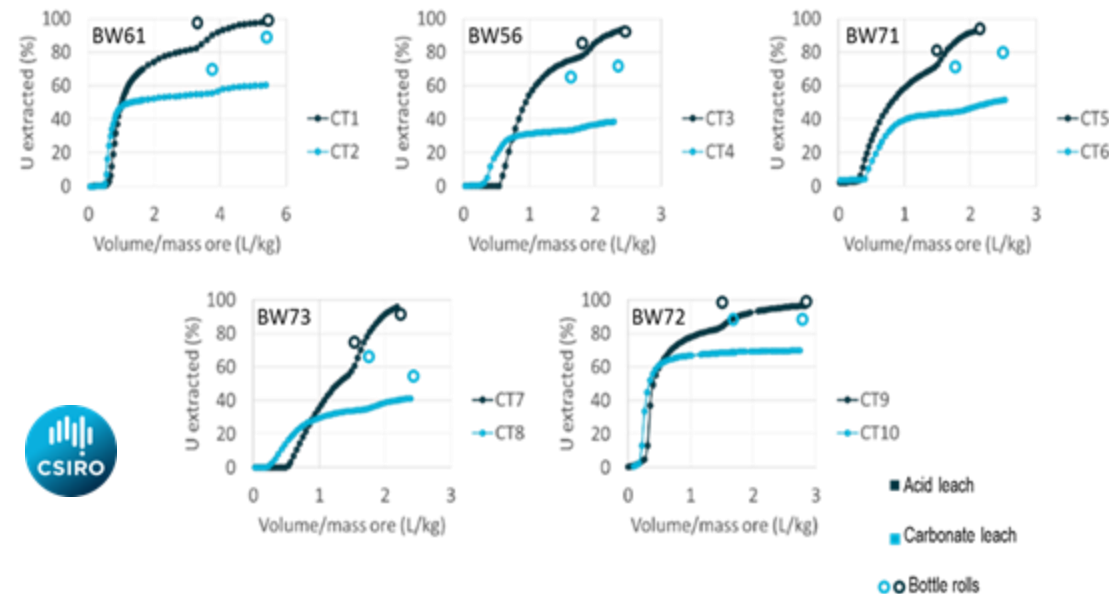 U extracted (%)
100
80
60
40
20
0
BW61
0 2 4 6
Volume/mass ore (L/kg)
CT1
CT2
U extracted (%)
100
80
60
40
20
0
BW56
0 1 2 3
Volume/mass ore (L/kg)
CT3
CT4
U extracted (%)
100
80
60
40
20
0
BW71
0 1 2 3
Volume/mass ore (L/kg)
CT5
CT6
U extracted (%)
100
80
60
40
20
0
BW73
0 1 2 3
Volume/mass ore (L/kg)
CT7
CT8
U extracted (%)
100
80
60
40
20
0
BW72
0 1 2 3
Volume/mass ore (L/kg)
CT9
CT10
CSIRO
Acid leach
Carbonate leach
Bottle rolls